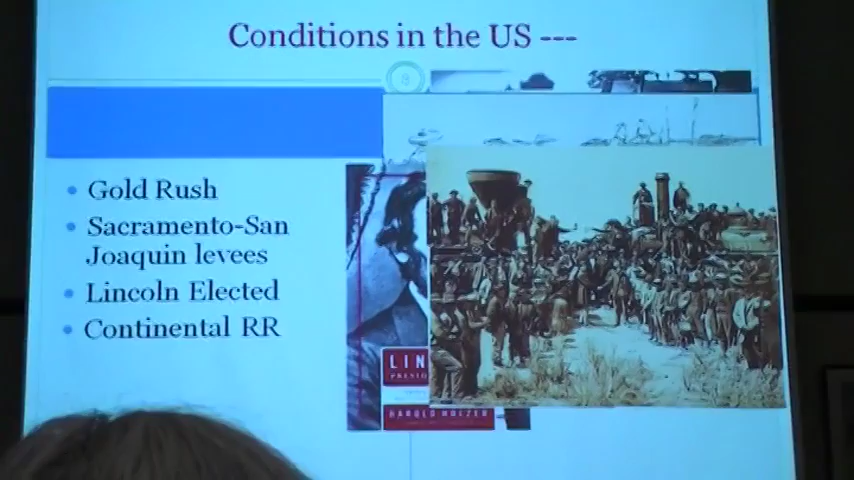 Conditions in the US ---
Gold Rush
Sacramento-San
Joaquin levees
Lincoln Elected
Continental RR
LIN
HAROLD HOLZER